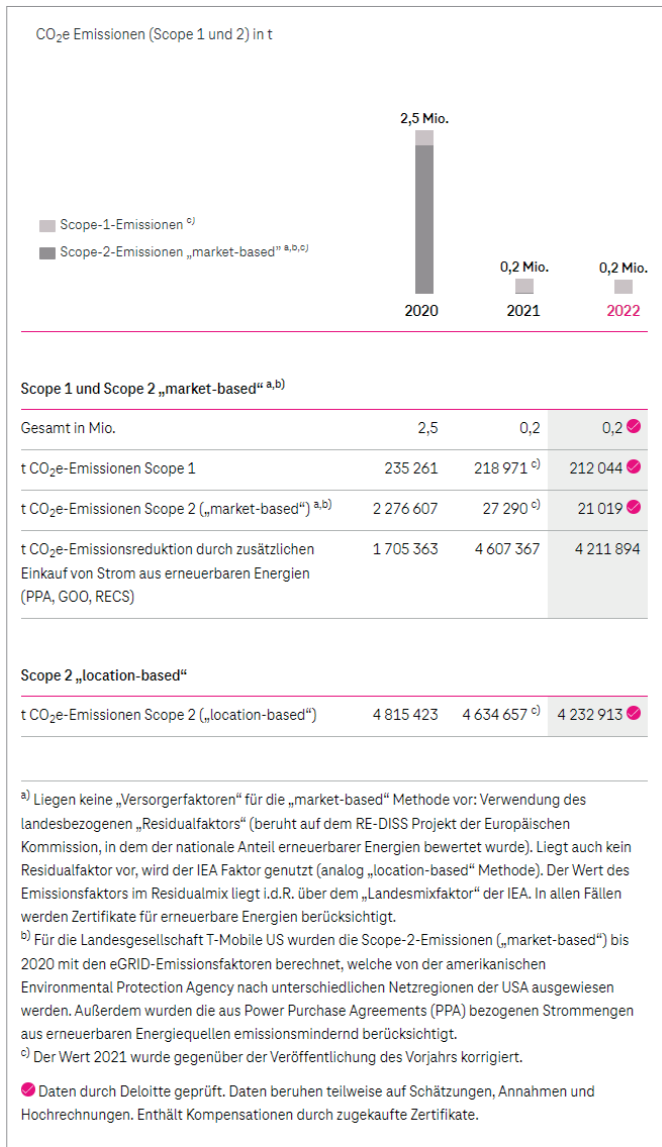 CO₂e Emissionen (Scope 1 und 2) in t
2,5 Mio.
Scope-1-Emissionen c)
Scope-2-Emissionen „market-based" a,b,c)
0,2 Mio.
0,2 Mio.
2020
2021
2022
Scope 1 und Scope 2 „market-based“ a,b)
Gesamt in Mio. 2,5 0,2 0,2
t CO₂e-Emissionen Scope 1 235 261 218 971 c) 212 044
t CO₂e-Emissionen Scope 2 („market-based“) a,b) 2 276 607 27 290 c) 21 019
t CO₂e-Emissionsreduktion durch zusätzlichen 1 705 363 4 607 367 4 211 894
Einkauf von Strom aus erneuerbaren Energien
(PPA, GOO, RECS)
Scope 2 „location-based“
t CO₂e-Emissionen Scope 2 („location-based“) 4 815 423 4 634 657 c) 4 232 913
a) Liegen keine „Versorgerfaktoren“ für die „market-based“ Methode vor: Verwendung des
landesbezogenen „Residualfaktors“ (beruht auf dem RE-DISS Projekt der Europäischen
Kommission, in dem der nationale Anteil erneuerbarer Energien bewertet wurde). Liegt auch kein
Residualfaktor vor, wird der IEA Faktor genutzt (analog „location-based“ Methode). Der Wert des
Emissionsfaktors im Residualmix liegt i.d.R. über dem „Landesmixfaktor“ der IEA. In allen Fällen
werden Zertifikate für erneuerbare Energien berücksichtigt.
b) Für die Landesgesellschaft T-Mobile US wurden die Scope-2-Emissionen („market-based“) bis
2020 mit den eGRID-Emissionsfaktoren berechnet, welche von der amerikanischen
Environmental Protection Agency nach unterschiedlichen Netzregionen der USA ausgewiesen
werden. Außerdem wurden die aus Power Purchase Agreements (PPA) bezogenen Strommengen
aus erneuerbaren Energiequellen emissionsmindernd berücksichtigt.
c) Der Wert 2021 wurde gegenüber der Veröffentlichung des Vorjahrs korrigiert.
Daten durch Deloitte geprüft. Daten beruhen teilweise auf Schätzungen, Annahmen und
Hochrechnungen. Enthält Kompensationen durch zugekaufte Zertifikate.